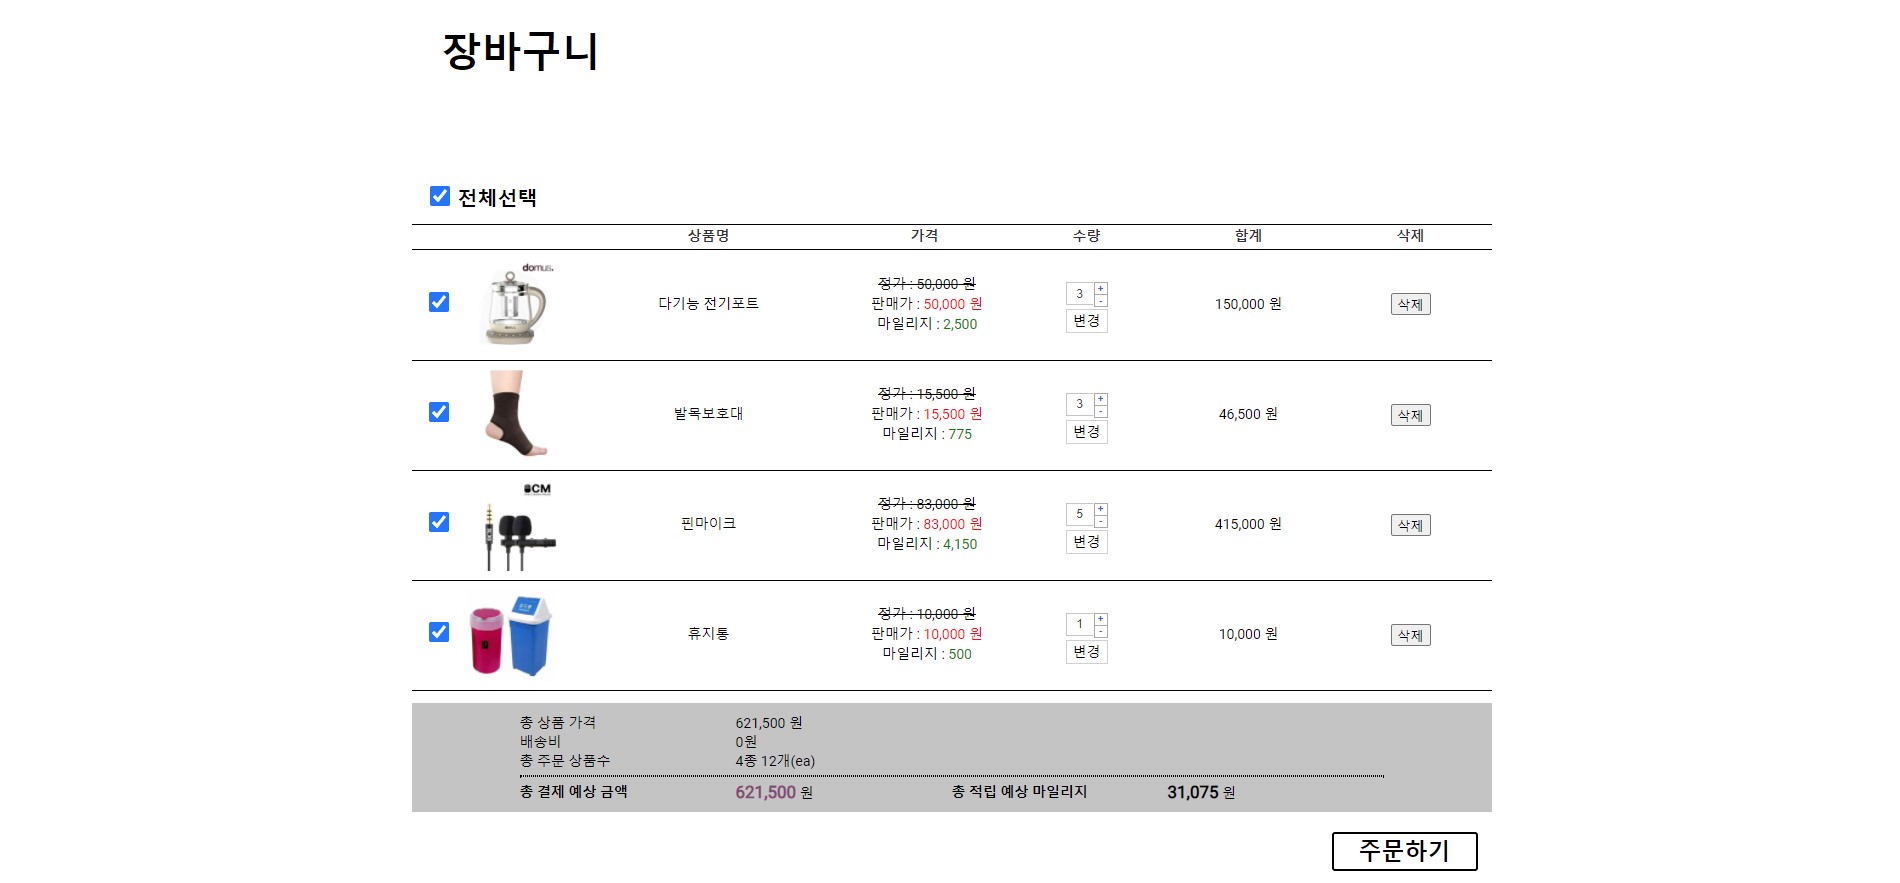 장바구니
전체선택
상품명 가격 수량 합계 삭제
domus.
다기능 전기포트
정가 : 50,000 원
판매가 : 50,000 원
마일리지 : 2,500
3 + -
변경
150,000 원
삭제
발목보호대
정가 : 15,500 원
판매가 : 15,500 원
마일리지 : 775
3 + -
변경
46,500 원
삭제
CM
핀마이크
정가 : 83,000 원
판매가 : 83,000 원
마일리지 : 4,150
5 + -
변경
415,000 원
삭제
휴지통
정가 : 10,000 원
판매가 : 10,000 원
마일리지 : 500
1 + -
변경
10,000 원
삭제
총 상품 가격 621,500 원
배송비 0원
총 주문 상품수 4종 12개(ea)
총 결제 예상 금액 621,500 원 총 적립 예상 마일리지 31,075 원
주문하기